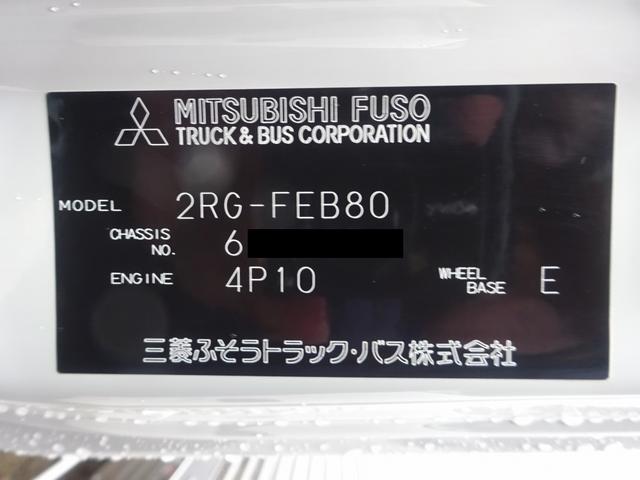 MITSUBISHI FUSO
TRUCK & BUS CORPORATION
MODEL 2RG-FEB80
CHASSIS NO. 6
ENGINE 4P10 WHEEL BASE E
三菱ふそうトラック・バス株式会社